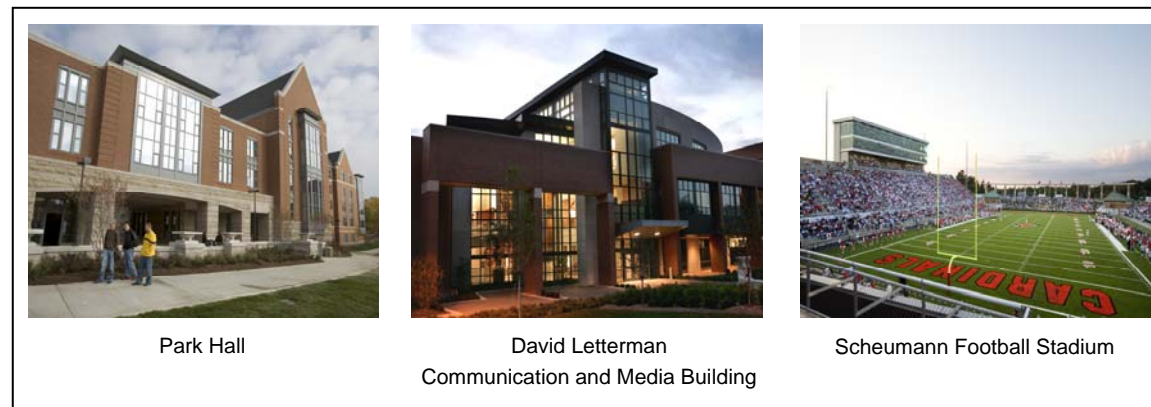 CARDINALS
Park Hall
David Letterman
Communication and Media Building
Scheumann Football Stadium